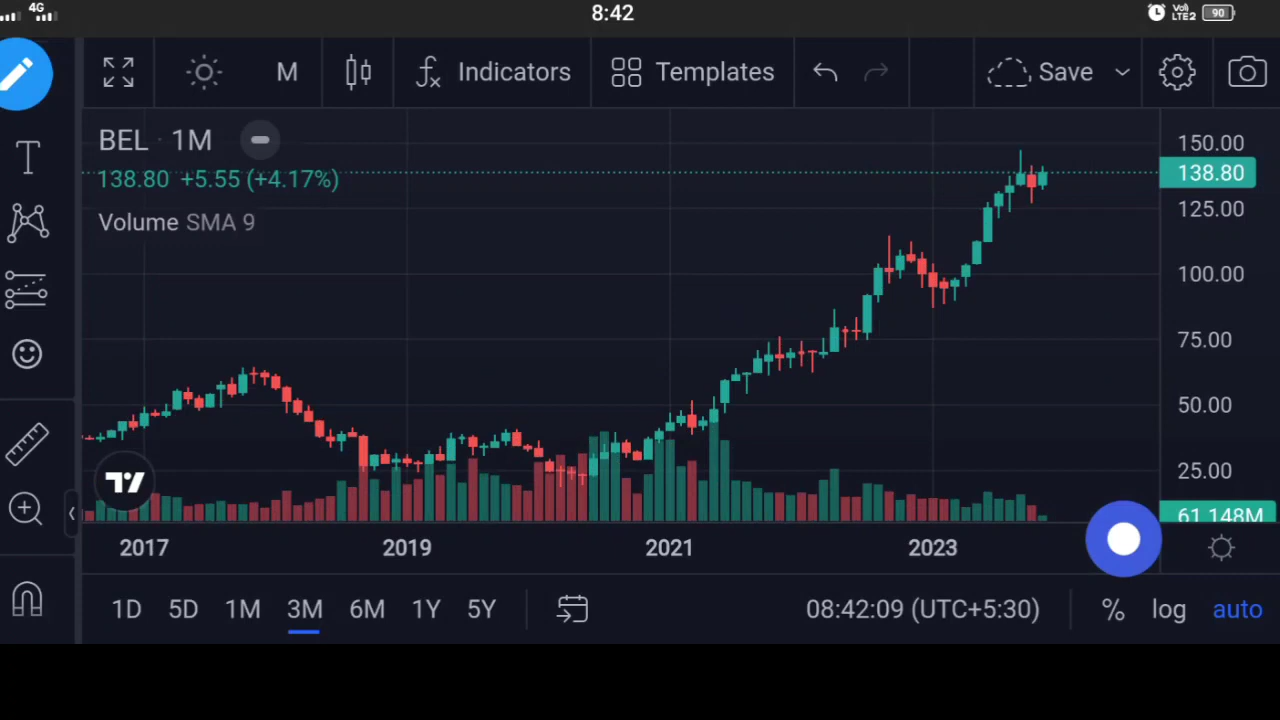 4G 8:42 Vo) LTE2 90
M Indicators Templates Save
BEL · 1M
138.80 +5.55 (+4.17%)
Volume SMA 9
150.00
138.80
125.00
100.00
75.00
50.00
25.00
61.148M
2017 2019 2021 2023
1D 5D 1M 3M 6M 1Y 5Y 08:42:09 (UTC+5:30) % log auto